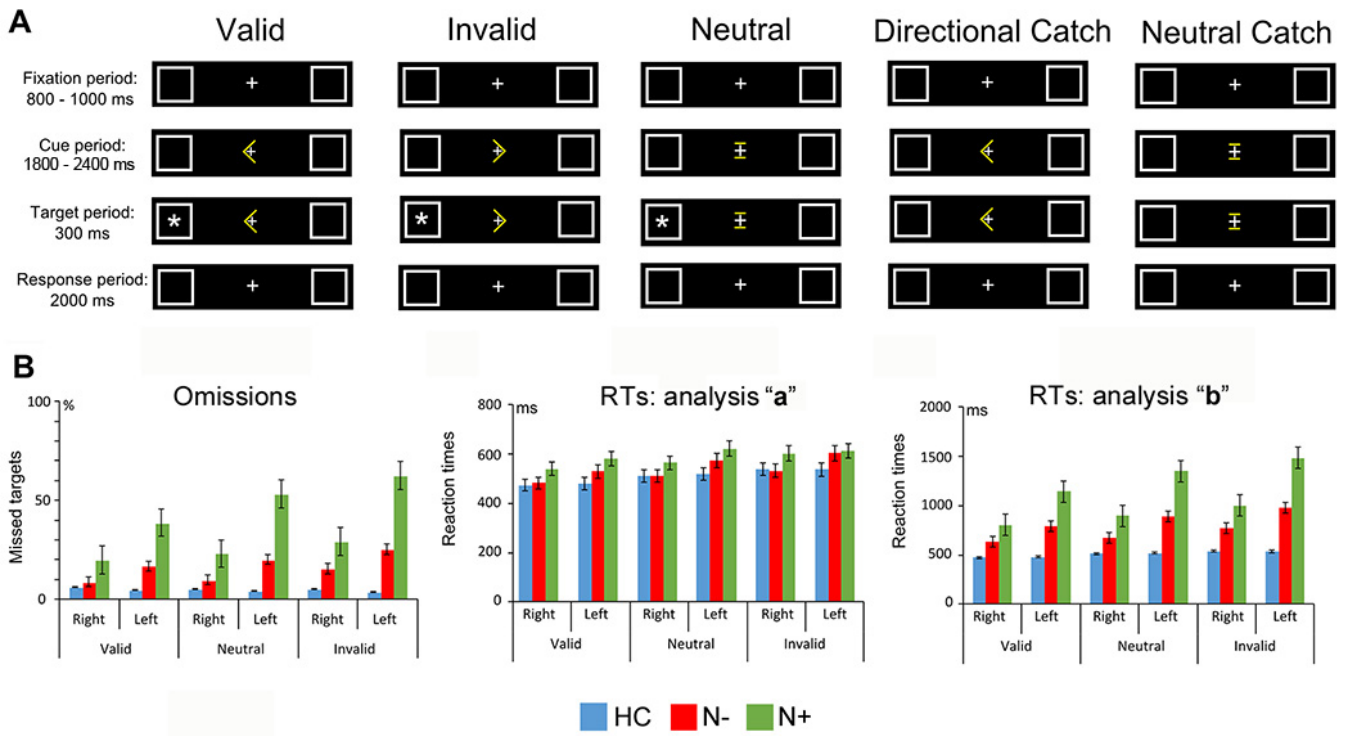 A
Valid Invalid Neutral Directional Catch Neutral Catch
Fixation period:
800 - 1000 ms
Cue period:
1800 - 2400 ms
Target period:
300 ms
Response period:
2000 ms
B
Omissions
100
%
50
0
Missed targets
Right Left Right Left Right Left
Valid Neutral Invalid
RTs: analysis "a"
800
ms
600
400
200
0
Reaction times
Right Left Right Left Right Left
Valid Neutral Invalid
RTs: analysis "b"
2000
ms
1500
1000
500
0
Reaction times
Right Left Right Left Right Left
Valid Neutral Invalid
HC N- N+